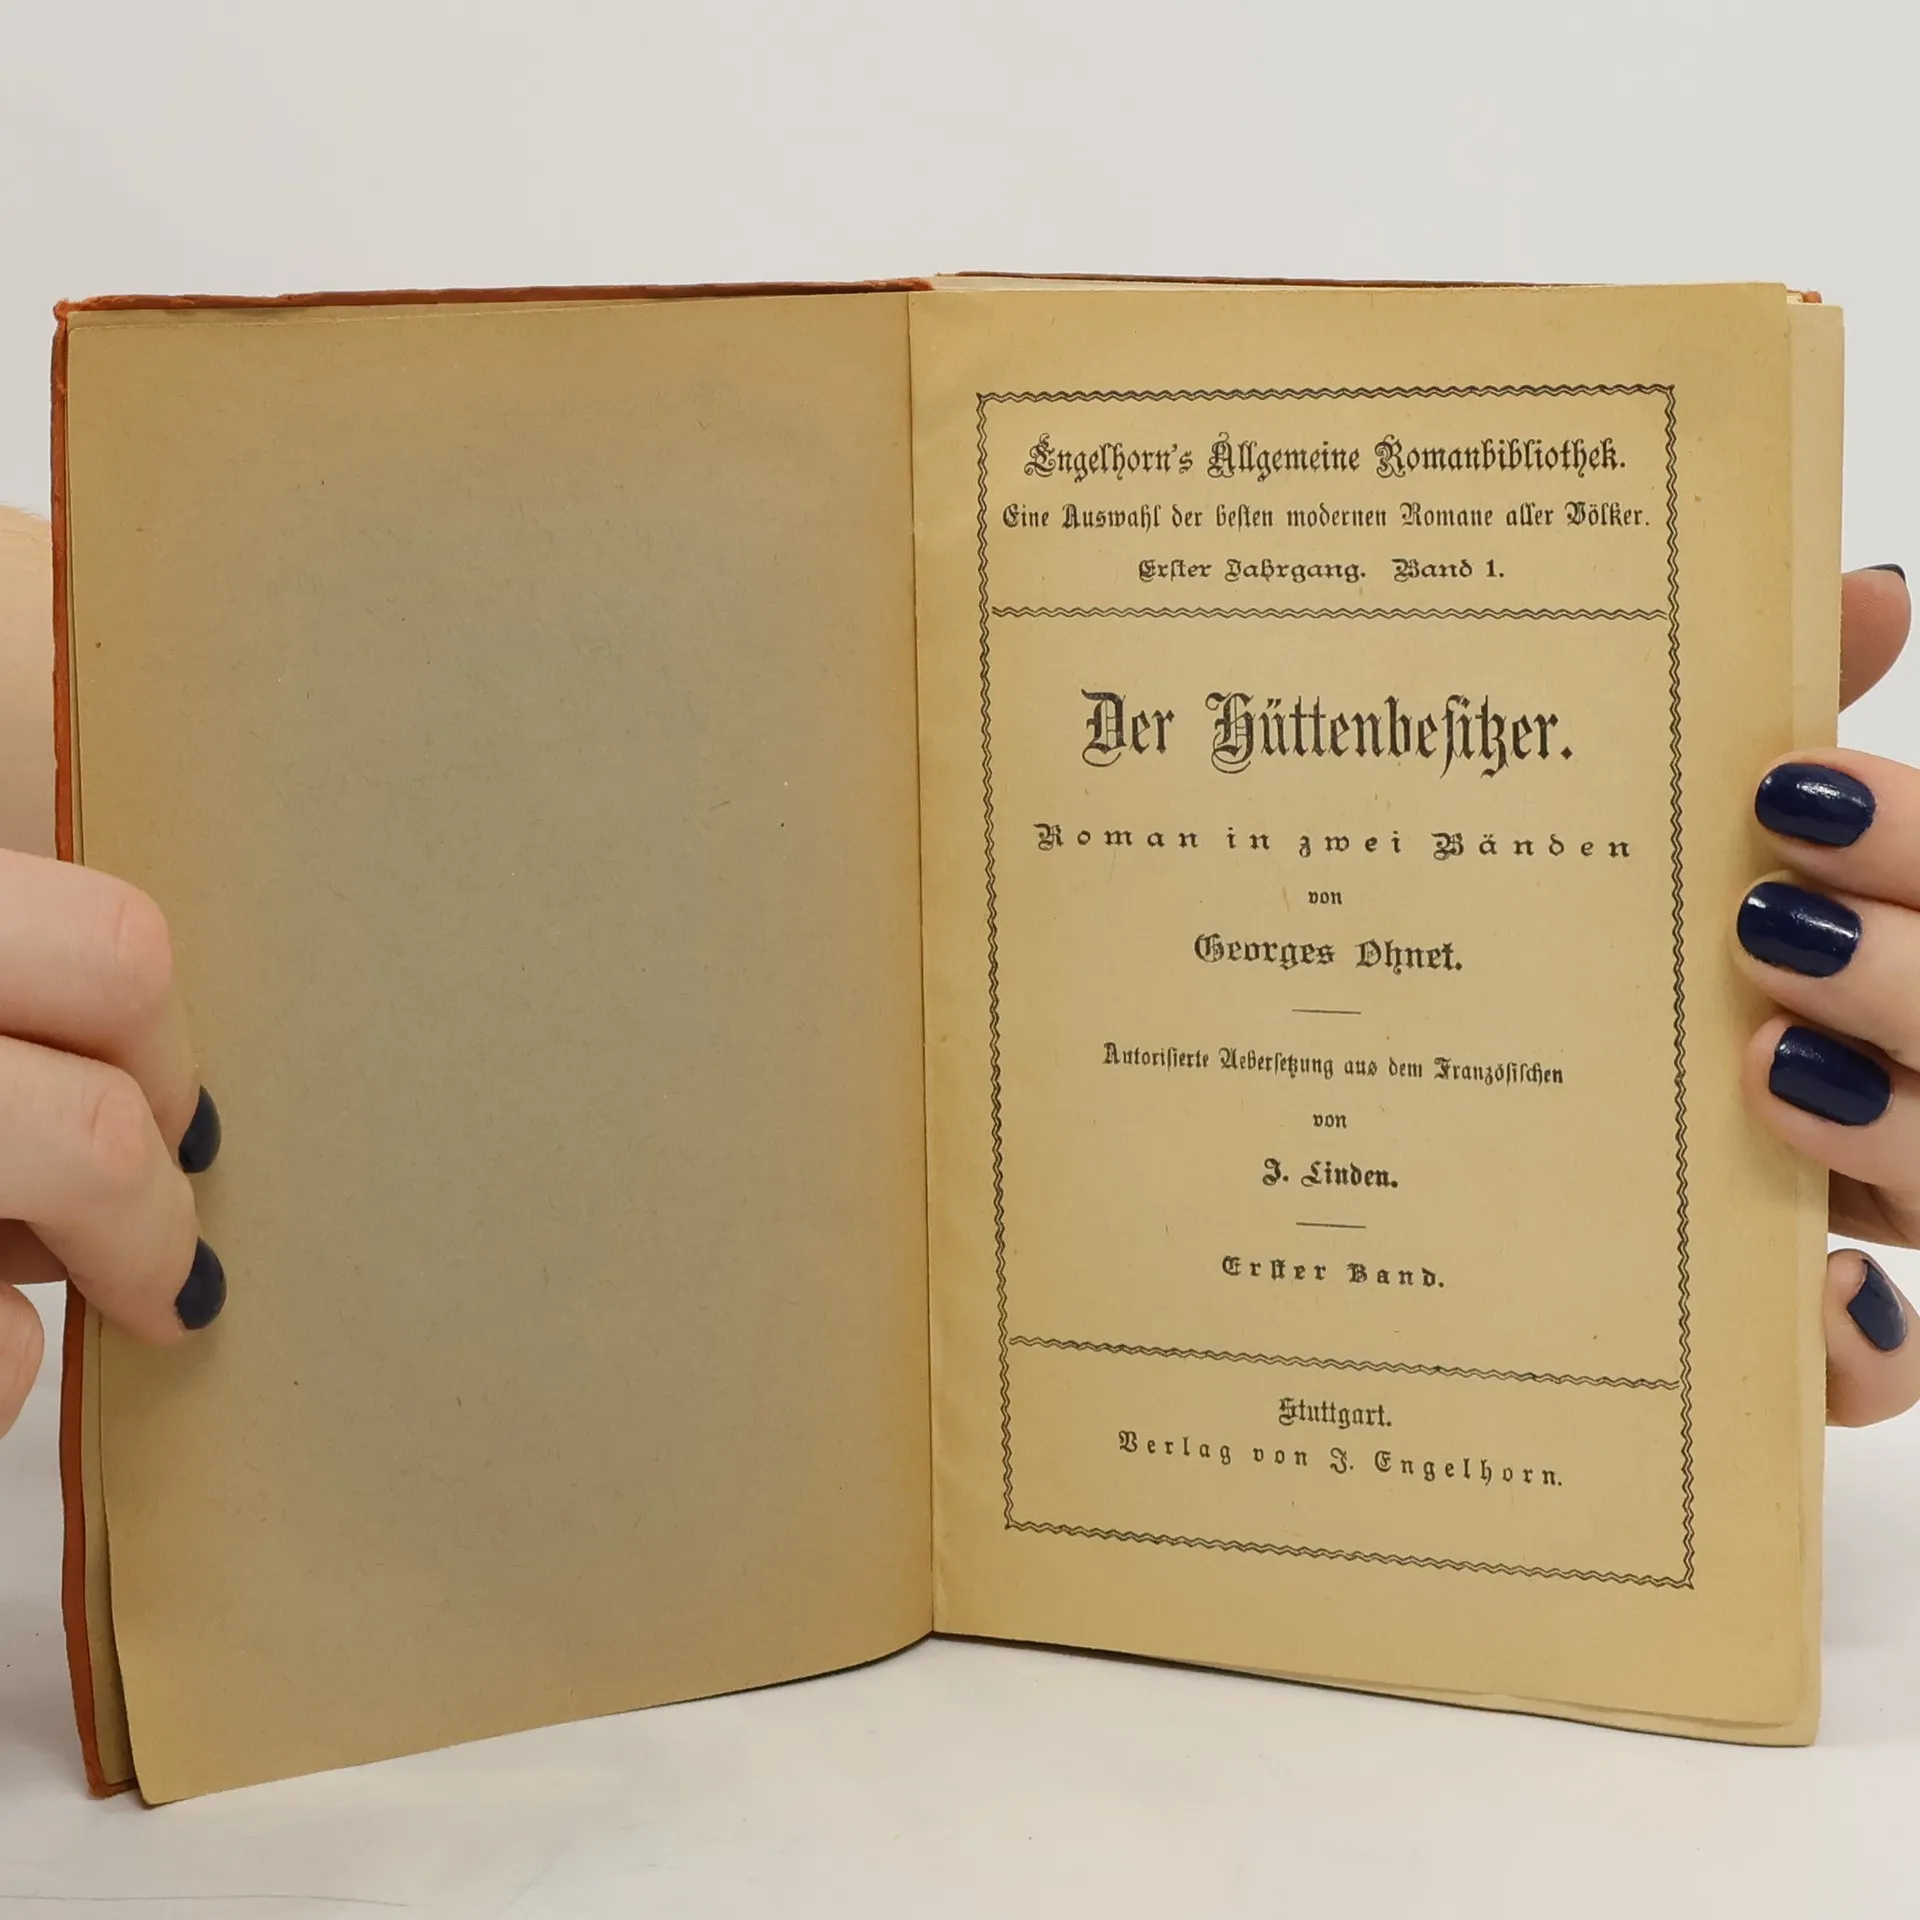 Engelhorn's Allgemeine Romanbibliothek.
Eine Auswahl der besten modernen Romane aller Völker.
Erster Jahrgang. Band 1.
Der Hüttenbesitzer.
Roman in zwei Bänden
von
Georges Ohnet.
Autorisierte Uebersetzung aus dem Französischen
von
J. Linden.
Erster Band.
Stuttgart.
Verlag von J. Engelhorn.